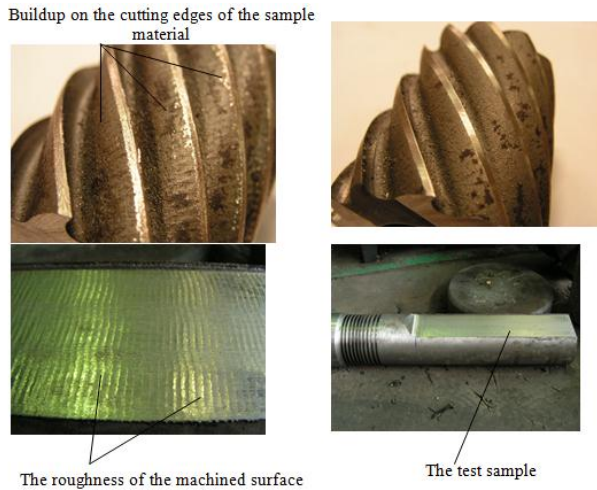 Buildup on the cutting edges of the sample
material
The roughness of the machined surface
The test sample